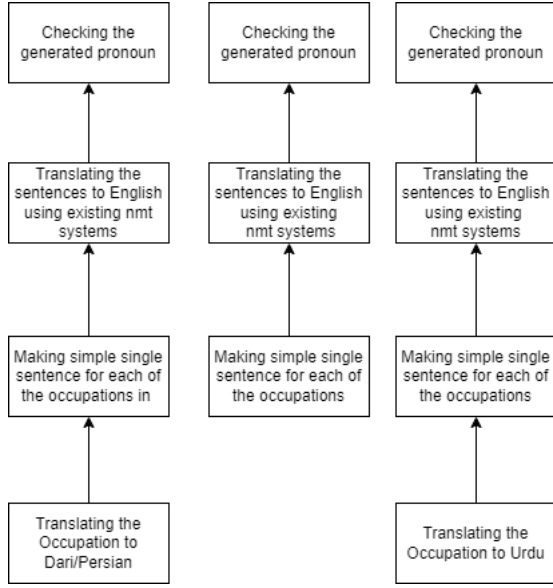 Checking the
generated pronoun
Checking the
generated pronoun
Checking the
generated pronoun
Translating the
sentences to English
using existing nmt
systems
Translating the
sentences to English
using existing
nmt systems
Translating the
sentences to English
using existing
nmt systems
Making simple single
sentence for each of
the occupations in
Making simple single
sentence for each of
the occupations
Making simple single
sentence for each of
the occupations
Translating the
Occupation to
Dari/Persian
Translating the
Occupation to Urdu